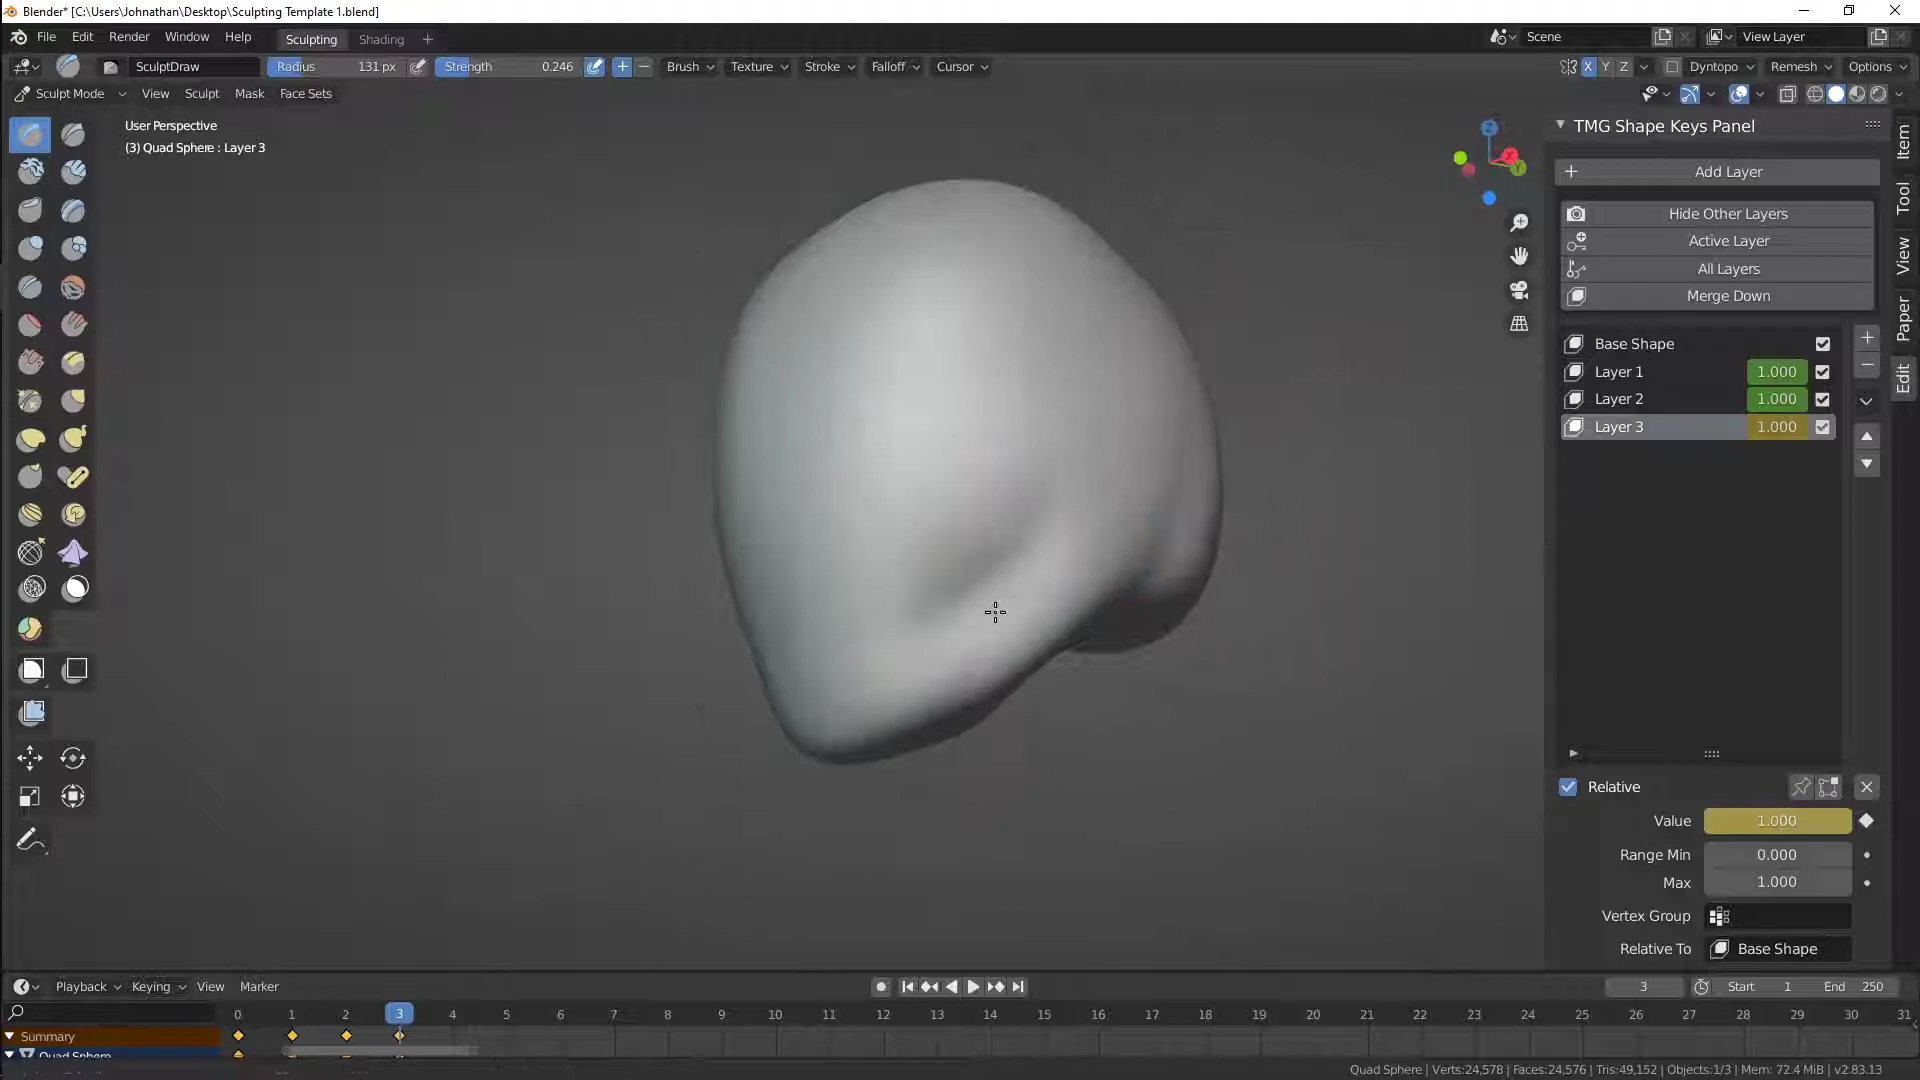 Blender* [C:\Users\Johnathan\Desktop\Sculpting Template 1.blend]
File Edit Render Window Help Sculpting Shading + Scene View Layer
SculptDraw Radius 131 px Strength 0.246 + − Brush Texture Stroke Falloff Cursor X Y Z Dyntopo Remesh Options
Sculpt Mode View Sculpt Mask Face Sets
User Perspective
(3) Quad Sphere : Layer 3
Z
X
Y
TMG Shape Keys Panel
Add Layer
Hide Other Layers
Active Layer
All Layers
Merge Down
Base Shape
Layer 1 1.000
Layer 2 1.000
Layer 3 1.000
Item
Tool
View
Paper
Edit
Relative
Value 1.000
Range Min 0.000
Max 1.000
Vertex Group
Relative To Base Shape
Playback Keying View Marker 3 Start 1 End 250
0 1 2 3 4 5 6 7 8 9 10 11 12 13 14 15 16 17 18 19 20 21 22 23 24 25 26 27 28 29 30 31
Summary
Quad Sphere
Quad Sphere | Verts:24,578 | Faces:24,576 | Tris:49,152 | Objects:1/3 | Mem: 72.4 MiB | v2.83.13